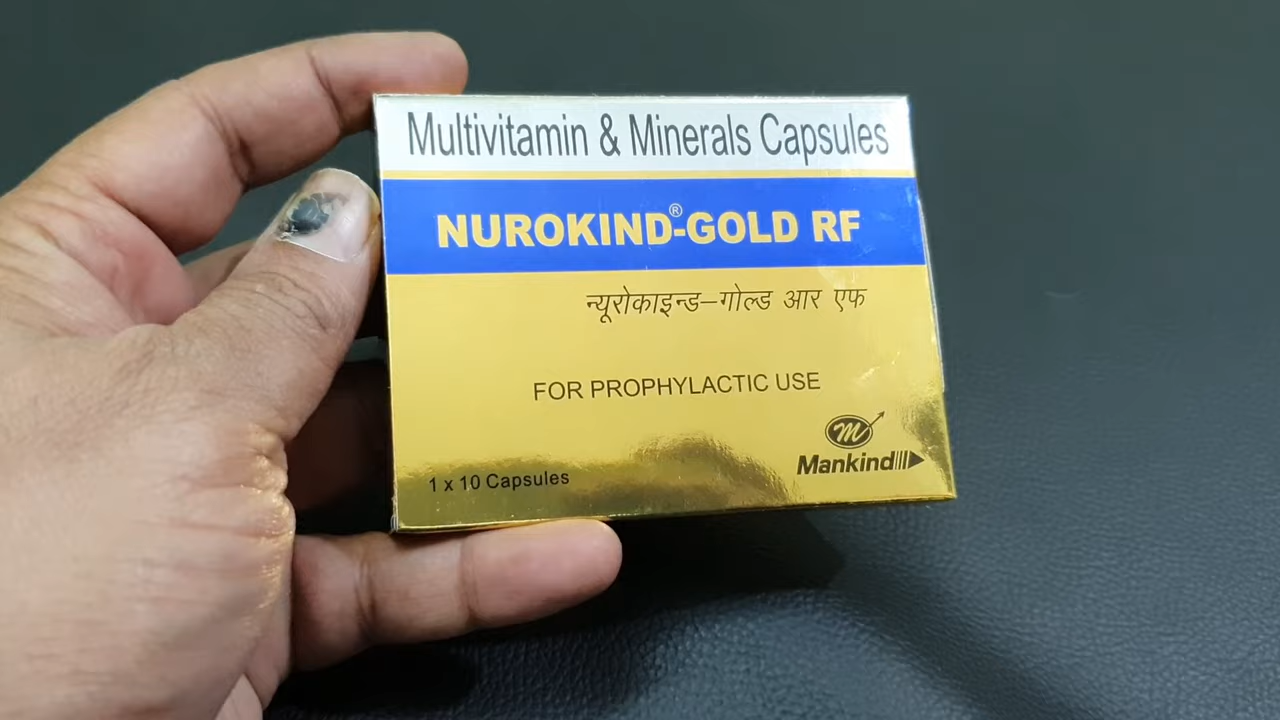 Multivitamin & Minerals Capsules
NUROKIND®-GOLD RF
न्यूरोकाइन्ड–गोल्ड आर एफ
FOR PROPHYLACTIC USE
m
Mankind
1 x 10 Capsules